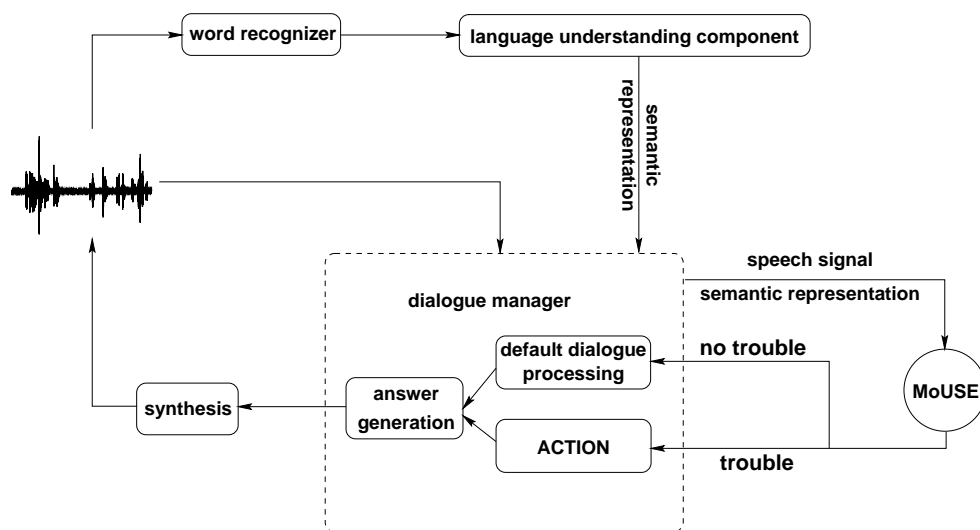 word recognizer
language understanding component
semantic
representation
speech signal
semantic representation
dialogue manager
default dialogue
processing
no trouble
MoUSE
answer
generation
synthesis
ACTION
trouble